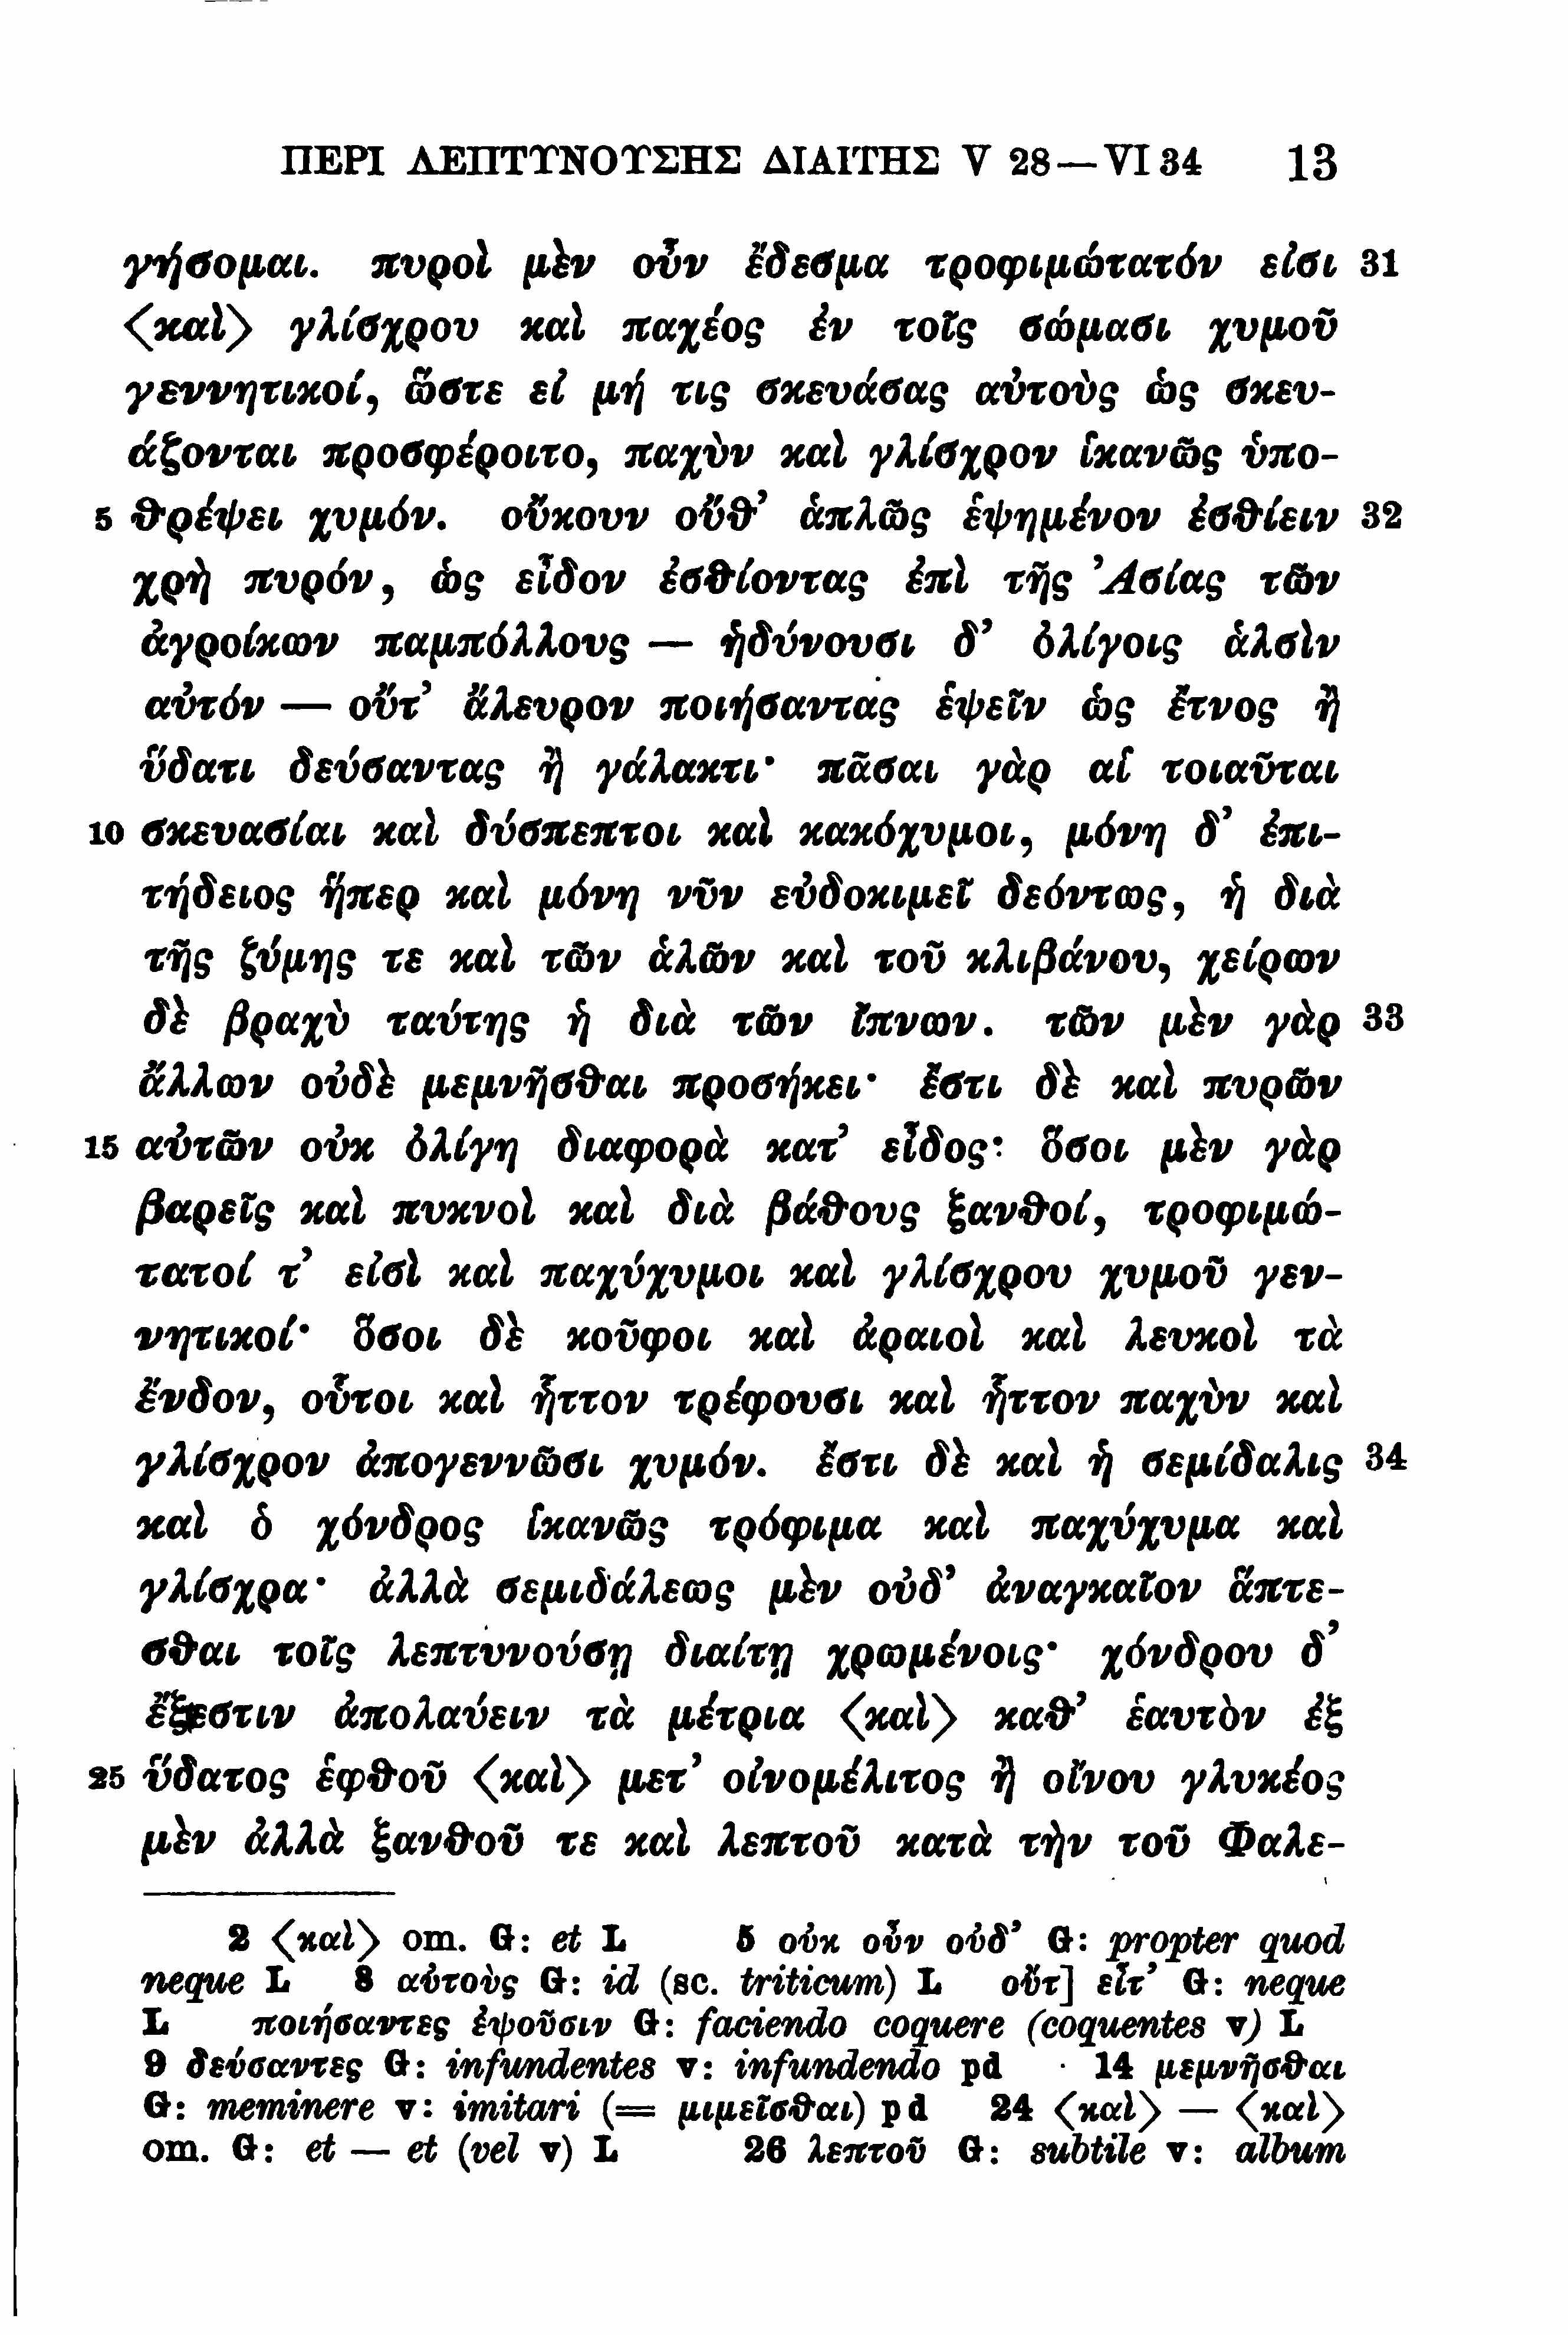 ΠΕΡΙ ΛΕΠΤΥΝΟΥΣΗΣ ΔΙΑΙΤΗΣ V 28—VI 34 13
γήσομαι. πυροὶ μὲν οὖν ἔδεσμα τροφιμώτατόν εἰσι 31
⟨καὶ⟩ γλίσχρου καὶ παχέος ἐν τοῖς σώμασι χυμοῦ
γεννητικοί, ὥστε εἰ μή τις σκευάσας αὐτοὺς ὡς σκευ-
άζονται προσφέροιτο, παχὺν καὶ γλίσχρον ἱκανῶς ὑπο-
5 θρέψει χυμόν. οὔκουν οὔθ’ ἁπλῶς ἑψημένον ἐσθίειν 32
χρὴ πυρόν, ὡς εἶδον ἐσθίοντας ἐπὶ τῆς Ἀσίας τῶν
ἀγροίκων παμπόλλους — ἡδύνουσι δ’ ὀλίγοις ἁλσὶν
αὐτόν — οὔτ’ ἄλευρον ποιήσαντας ἑψεῖν ὡς ἔτνος ἢ
ὕδατι δεύσαντας ἢ γάλακτι· πᾶσαι γὰρ αἱ τοιαῦται
10 σκευασίαι καὶ δύσπεπτοι καὶ κακόχυμοι, μόνη δ’ ἐπι-
τήδειος ἥπερ καὶ μόνη νῦν εὐδοκιμεῖ δεόντως, ἡ διὰ
τῆς ζύμης τε καὶ τῶν ἁλῶν καὶ τοῦ κλιβάνου, χείρων
δὲ βραχὺ ταύτης ἡ διὰ τῶν ἴπνων. τῶν μὲν γὰρ 33
ἄλλων οὐδὲ μεμνῆσθαι προσήκει· ἔστι δὲ καὶ πυρῶν
15 αὐτῶν οὐκ ὀλίγη διαφορὰ κατ’ εἶδος· ὅσοι μὲν γὰρ
βαρεῖς καὶ πυκνοὶ καὶ διὰ βάθους ξανθοί, τροφιμώ-
τατοί τ’ εἰσὶ καὶ παχύχυμοι καὶ γλίσχρου χυμοῦ γεν-
νητικοί· ὅσοι δὲ κοῦφοι καὶ ἀραιοὶ καὶ λευκοὶ τὰ
ἔνδον, οὗτοι καὶ ἧττον τρέφουσι καὶ ἧττον παχὺν καὶ
γλίσχρον ἀπογεννῶσι χυμόν. ἔστι δὲ καὶ ἡ σεμίδαλις 34
καὶ ὁ χόνδρος ἱκανῶς τρόφιμα καὶ παχύχυμα καὶ
γλίσχρα· ἀλλὰ σεμιδάλεως μὲν οὐδ’ ἀναγκαῖον ἅπτε-
σθαι τοῖς λεπτυνούσῃ διαίτῃ χρωμένοις· χόνδρου δ’
ἔξεστιν ἀπολαύειν τὰ μέτρια ⟨καὶ⟩ καθ’ ἑαυτὸν ἐξ
25 ὕδατος ἑφθοῦ ⟨καὶ⟩ μετ’ οἰνομέλιτος ἢ οἴνου γλυκέος
μὲν ἀλλὰ ξανθοῦ τε καὶ λεπτοῦ κατὰ τὴν τοῦ Φαλε-
2 ⟨καὶ⟩ om. G: et L 5 οὐκ οὖν οὐδ’ G: propter quod
neque L 8 αὐτοὺς G: id (sc. triticum) L οὔτ] εἶτ’ G: neque
L ποιήσαντες ἑψοῦσιν G: faciendo coquere (coquentes v) L
9 δεύσαντες G: infundentes v: infundendo pd 14 μεμνῆσθαι
G: meminere v: imitari (= μιμεῖσθαι) pd 24 ⟨καὶ⟩ — ⟨καὶ⟩
om. G: et — et (vel v) L 26 λεπτοῦ G: subtile v: album